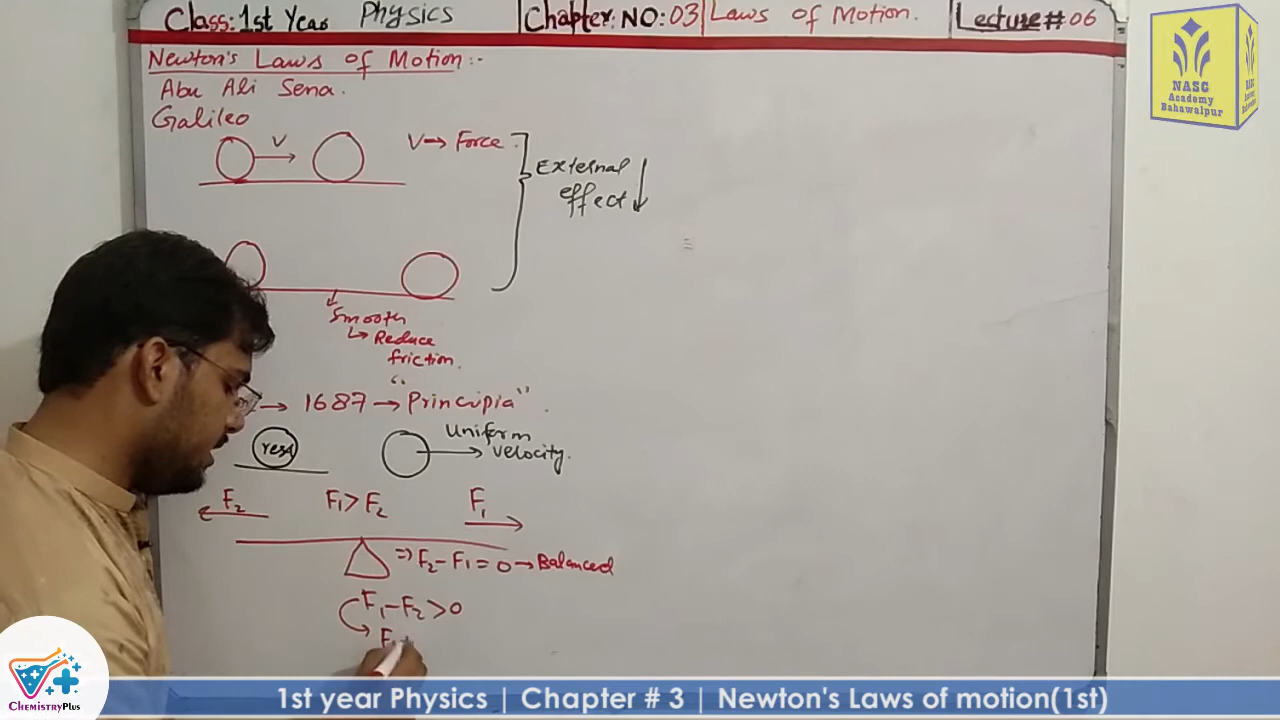 Class: 1st Year Physics
Chapter: NO: 03
Laws of Motion.
Lecture # 06
NASC
Academy
Bahawalpur
Newton's Laws of Motion :-
Abu Ali Sena.
Galileo
V
V → Force
External
effect ↓
Smooth
↳ Reduce
friction.
→ 1687 → "Principia".
rest
Uniform
velocity.
F₂
F₁ > F₂
F₁
⇒ F₂ - F₁ = 0 → Balanced
F₁ - F₂ > 0
CHEMISTRYPLUS
1st year Physics | Chapter # 3 | Newton's Laws of motion(1st)